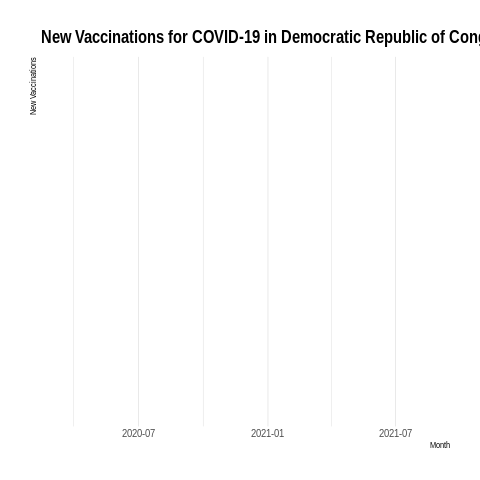 New Vaccinations for COVID-19 in Democratic Republic of Cong
New Vaccinations
2020-07
2021-01
2021-07
Month